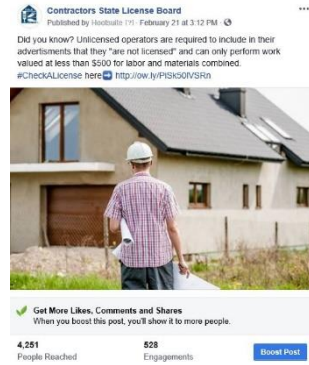 Contractors State License Board
Published by Hootsuite [?] · February 21 at 3:12 PM ·
Did you know? Unlicensed operators are required to include in their
advertisments that they "are not licensed" and can only perform work
valued at less than $500 for labor and materials combined.
#CheckALicense here➡ http://ow.ly/PiSk50IVSRn
Get More Likes, Comments and Shares
When you boost this post, you'll show it to more people.
4,251
People Reached
528
Engagements
Boost Post